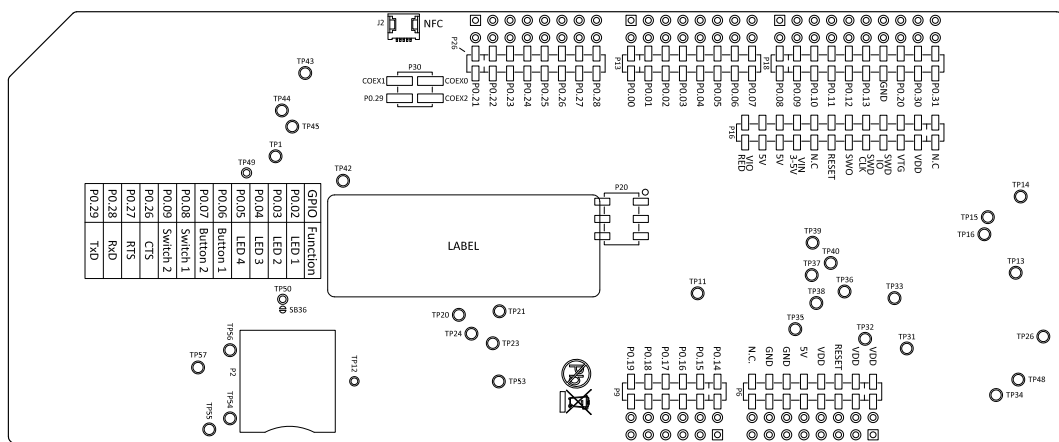 J2
NFC
P26
P0.21
P0.22
P0.23
P0.24
P0.25
P0.26
P0.27
P0.28
P13
P0.00
P0.01
P0.02
P0.03
P0.04
P0.05
P0.06
P0.07
P18
P0.08
P0.09
P0.10
P0.11
P0.12
P0.13
GND
P0.20
P0.30
P0.31
P30
COEX1
COEX0
P0.29
COEX2
P16
VIO RED
5V
5V
VIN 3-5V
N.C
RESET
SWO
SWD CLK
SWD IO
VTG
VDD
N.C
TP43
TP44
TP45
TP1
TP49
TP42
P20
LABEL
GPIO Function
P0.02 LED 1
P0.03 LED 2
P0.04 LED 3
P0.05 LED 4
P0.06 Button 1
P0.07 Button 2
P0.08 Switch 1
P0.09 Switch 2
P0.26 CTS
P0.27 RTS
P0.28 RxD
P0.29 TxD
TP14
TP15
TP16
TP39
TP40
TP37
TP13
TP11
TP36
TP33
TP38
TP50
SB36
TP20
TP21
TP24
TP23
TP35
TP32
TP31
TP26
TP56
TP57
P2
TP12
TP53
TP54
TP55
TP48
TP34
P9
P0.19
P0.18
P0.17
P0.16
P0.15
P0.14
P6
N.C.
GND
GND
5V
VDD
RESET
VDD
VDD
Pb